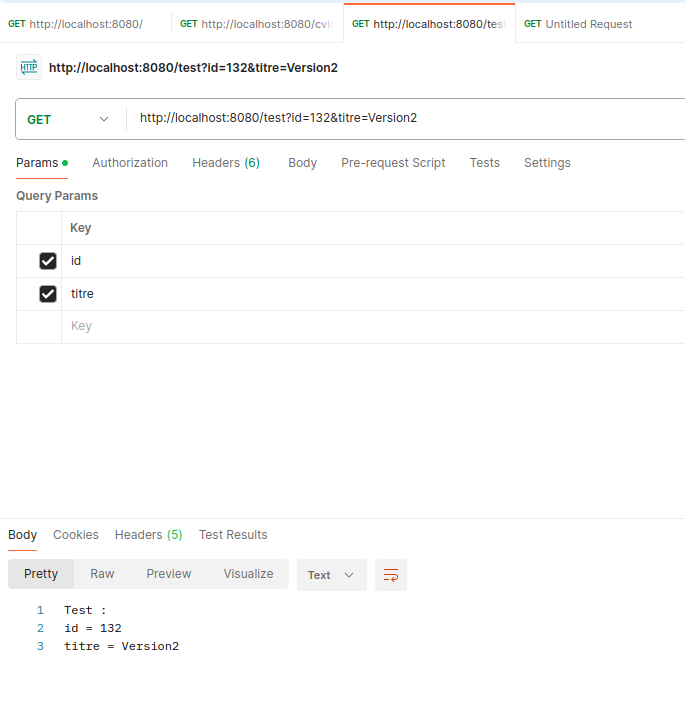 GET http://localhost:8080/ GET http://localhost:8080/cvi GET http://localhost:8080/tes GET Untitled Request
HTTP http://localhost:8080/test?id=132&titre=Version2
GET http://localhost:8080/test?id=132&titre=Version2
Params Authorization Headers (6) Body Pre-request Script Tests Settings
Query Params
Key
id
titre
Key
Body Cookies Headers (5) Test Results
Pretty Raw Preview Visualize Text
1 Test :
2 id = 132
3 titre = Version2